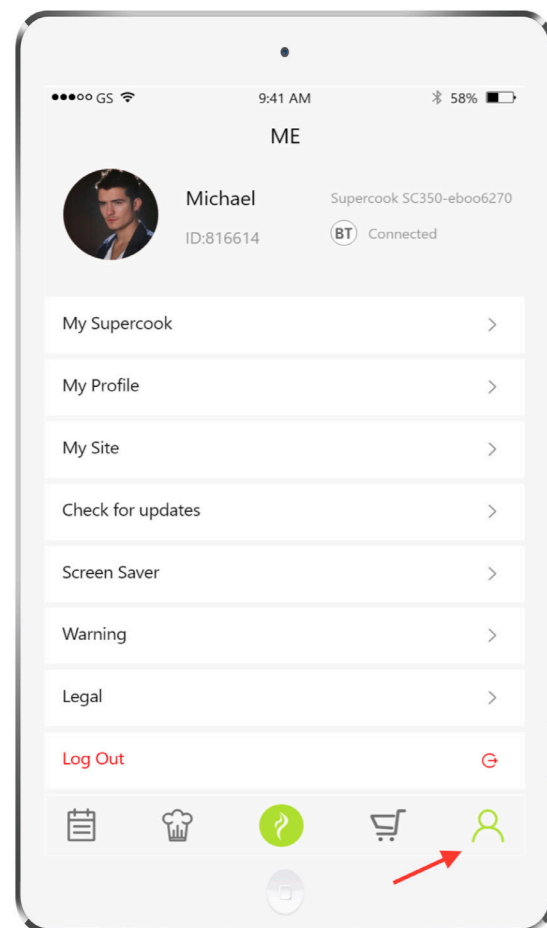 GS 9:41 AM 58%
ME
Michael Supercook SC350-eboo6270
ID:816614 BT Connected
My Supercook
My Profile
My Site
Check for updates
Screen Saver
Warning
Legal
Log Out